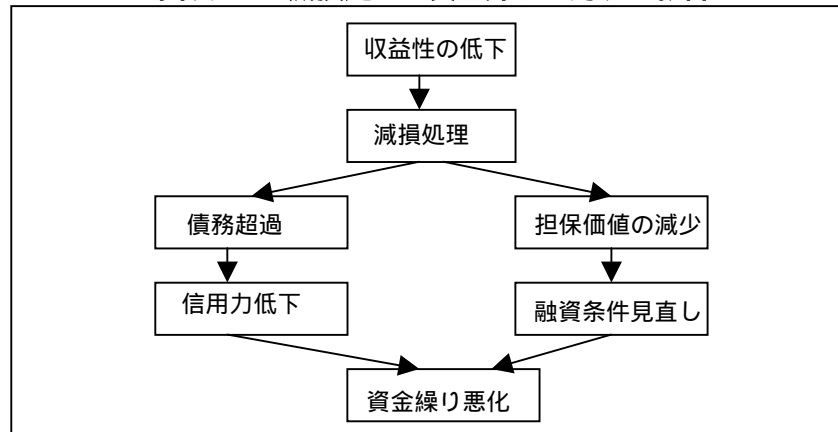 収益性の低下
減損処理
債務超過
担保価値の減少
信用力低下
融資条件見直し
資金繰り悪化